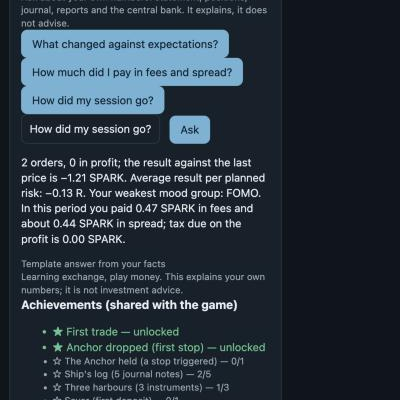 journal, reports and the central bank. It explains, it does
not advise.
What changed against expectations?
How much did I pay in fees and spread?
How did my session go?
How did my session go?
Ask
2 orders, 0 in profit; the result against the last
price is −1.21 SPARK. Average result per planned
risk: −0.13 R. Your weakest mood group: FOMO.
In this period you paid 0.47 SPARK in fees and
about 0.44 SPARK in spread; tax due on the
profit is 0.00 SPARK.
Template answer from your facts
Learning exchange, play money. This explains your own
numbers; it is not investment advice.
Achievements (shared with the game)
• ★ First trade — unlocked
• ★ Anchor dropped (first stop) — unlocked
• ☆ The Anchor held (a stop triggered) — 0/1
• ☆ Ship's log (5 journal notes) — 2/5
• ☆ Three harbours (3 instruments) — 1/3